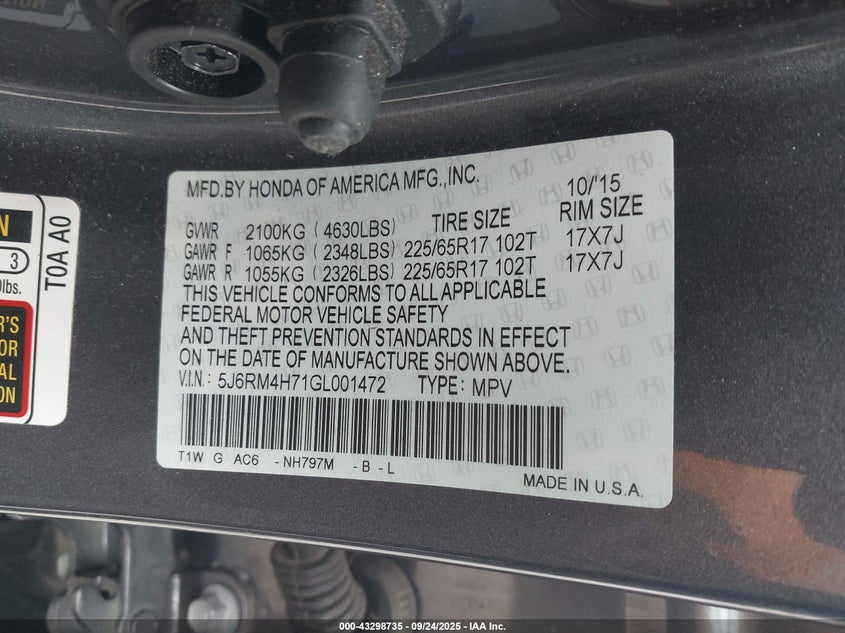 MFD.BY HONDA OF AMERICA MFG.,INC. 10/'15
TIRE SIZE RIM SIZE
GVWR 2100KG (4630LBS)
GAWR F 1065KG (2348LBS) 225/65R17 102T 17X7J
GAWR R 1055KG (2326LBS) 225/65R17 102T 17X7J
THIS VEHICLE CONFORMS TO ALL APPLICABLE
FEDERAL MOTOR VEHICLE SAFETY
AND THEFT PREVENTION STANDARDS IN EFFECT
ON THE DATE OF MANUFACTURE SHOWN ABOVE.
V.I.N.: 5J6RM4H71GL001472 TYPE: MPV
T1W G AC6 -NH797M -B -L
MADE IN U.S.A.
T0A A0
3
lbs.
000-43298735 - 09/24/2025 - IAA Inc.